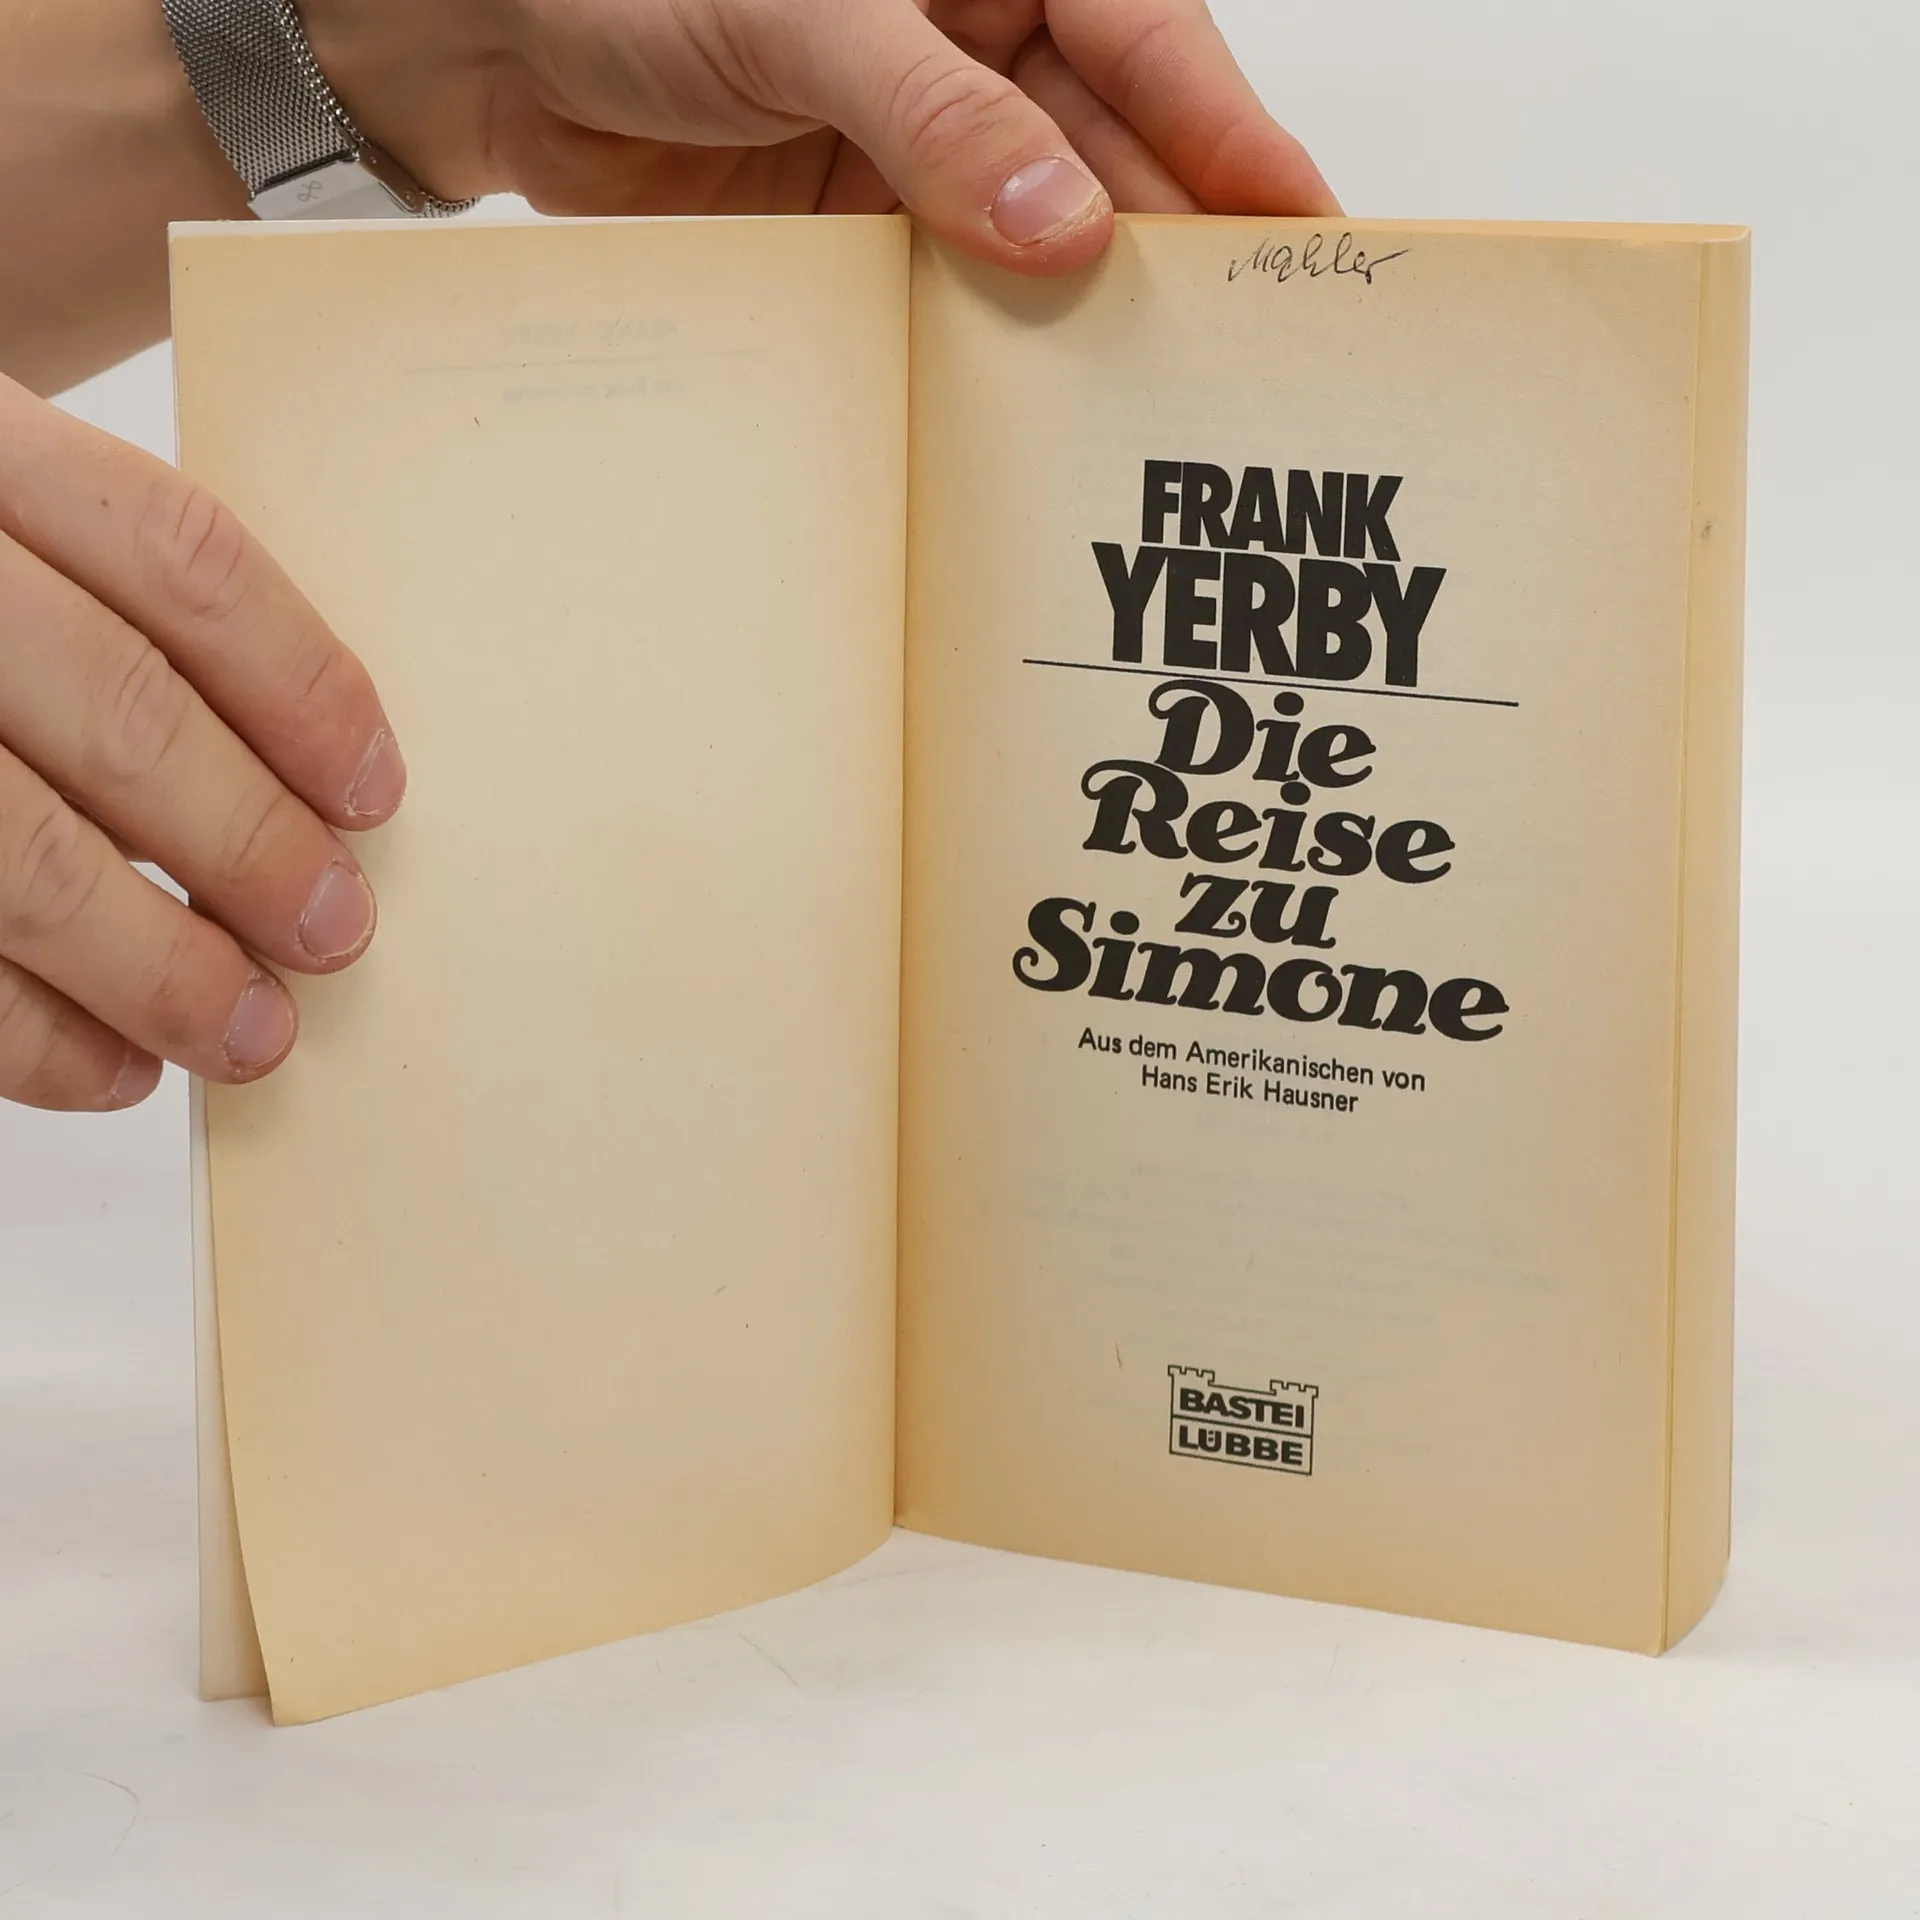 Mahler
FRANK
YERBY
Die
Reise
zu
Simone
Aus dem Amerikanischen von
Hans Erik Hausner
BASTEI
LÜBBE